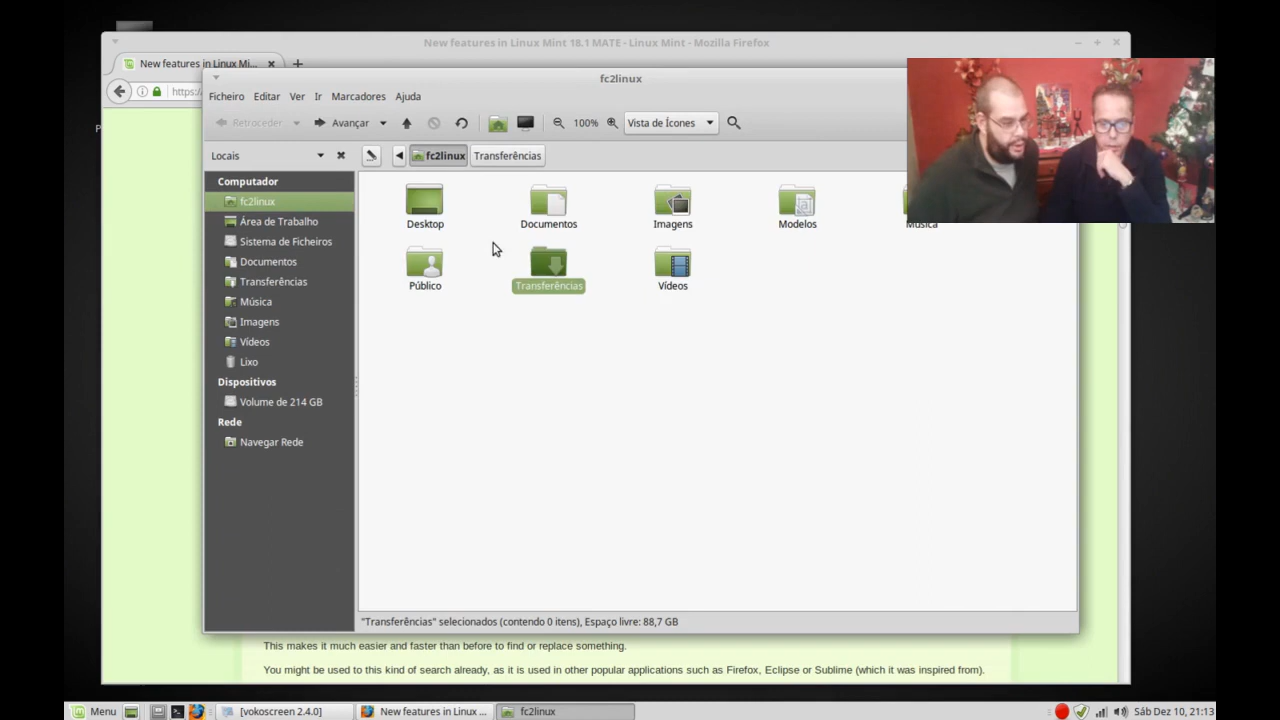 New features in Linux Mint 18.1 MATE - Linux Mint - Mozilla Firefox
New features in Linux Mi...
https:/
fc2linux
Ficheiro Editar Ver Ir Marcadores Ajuda
Retroceder Avançar 100% Vista de Ícones
Locais fc2linux Transferências
Computador
fc2linux
Área de Trabalho
Sistema de Ficheiros
Documentos
Transferências
Música
Imagens
Vídeos
Lixo
Dispositivos
Volume de 214 GB
Rede
Navegar Rede
P
Desktop Documentos Imagens Modelos Música
Público Transferências Vídeos
"Transferências" selecionados (contendo 0 itens), Espaço livre: 88,7 GB
This makes it much easier and faster than before to find or replace something.
You might be used to this kind of search already, as it is used in other popular applications such as Firefox, Eclipse or Sublime (which it was inspired from).
Menu [vokoscreen 2.4.0] New features in Linux ... fc2linux Sáb Dez 10, 21:13